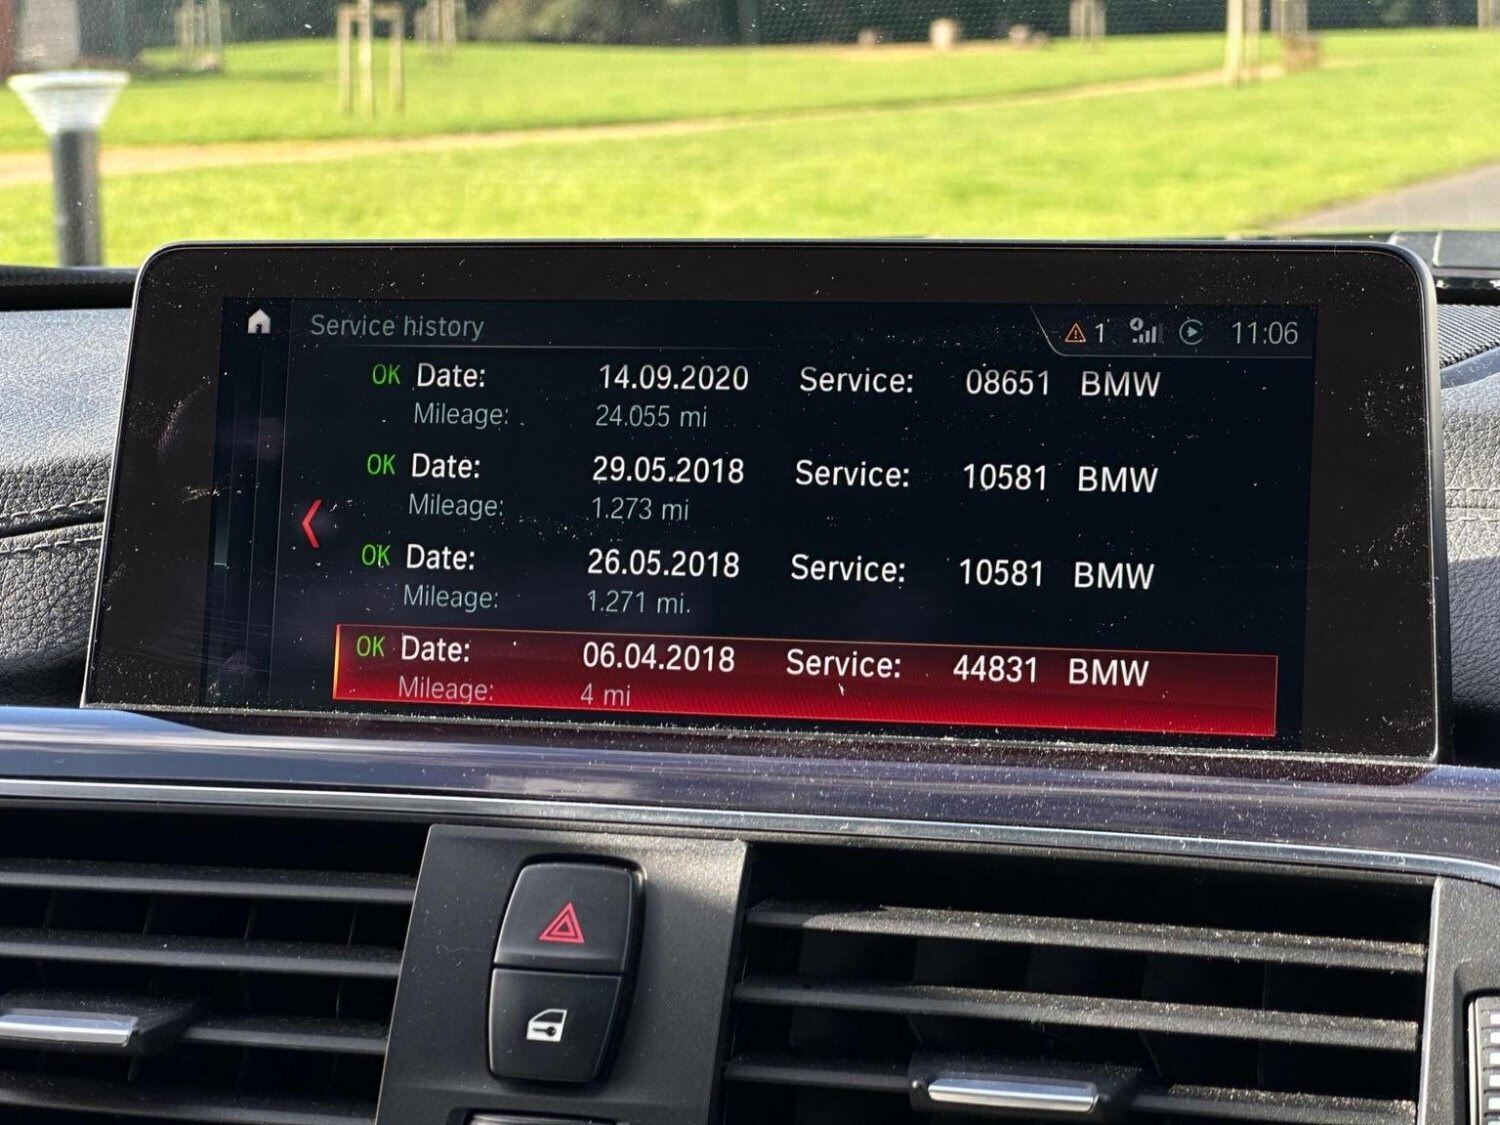 Service history 1 11:06
OK Date: 14.09.2020 Service: 08651 BMW
Mileage: 24.055 mi
OK Date: 29.05.2018 Service: 10581 BMW
Mileage: 1.273 mi
OK Date: 26.05.2018 Service: 10581 BMW
Mileage: 1.271 mi
OK Date: 06.04.2018 Service: 44831 BMW
Mileage: 4 mi